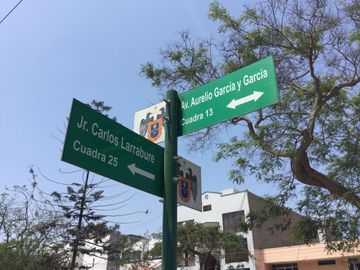 Av. Aurelio García y García
Cuadra 13
Jr. Carlos Larrabure
Cuadra 25